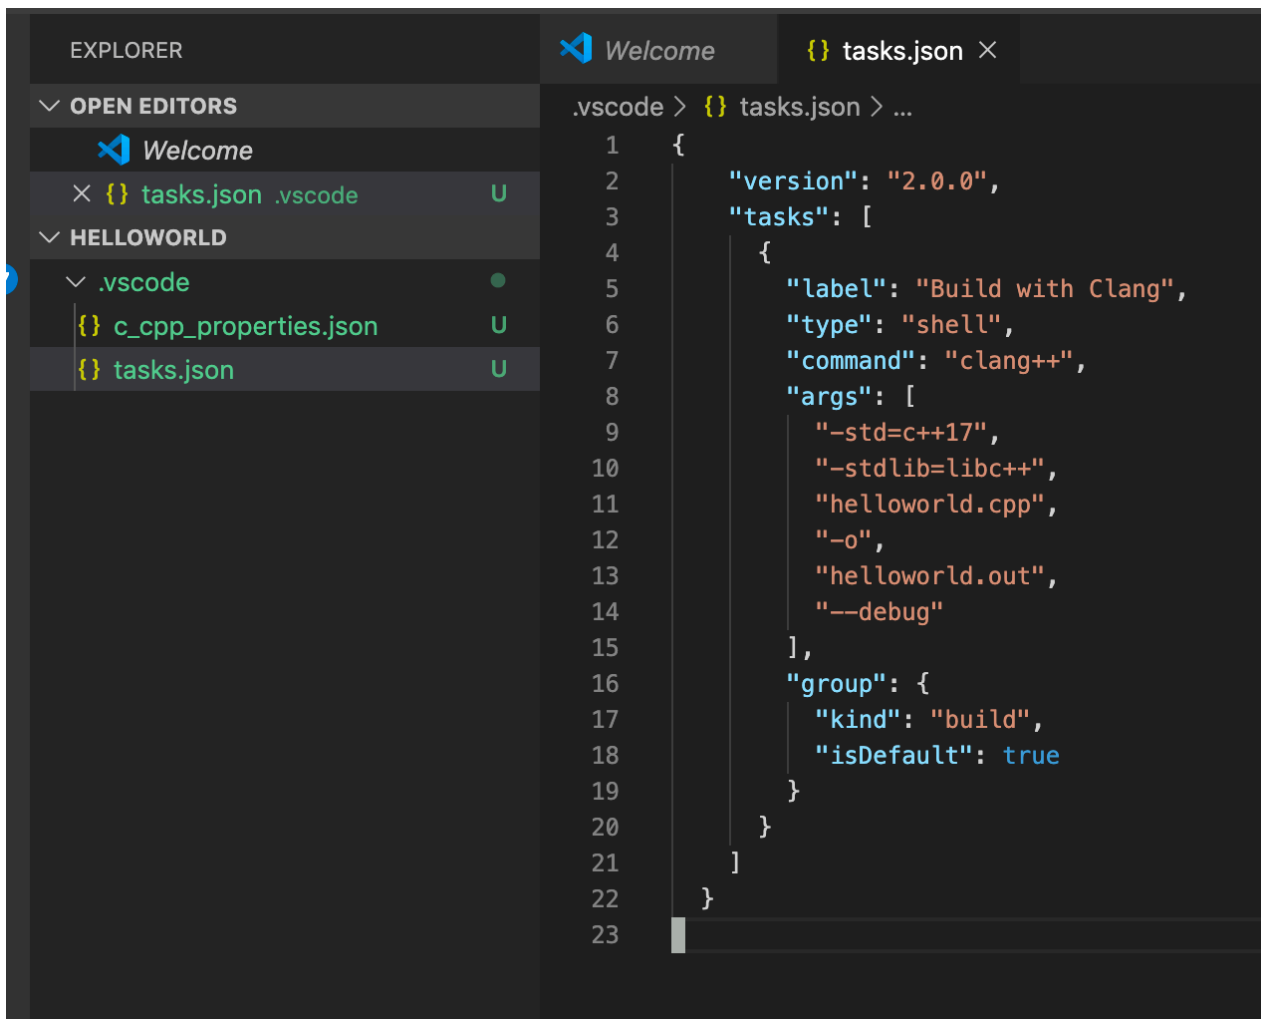 EXPLORER
OPEN EDITORS
Welcome
tasks.json .vscode U
HELLOWORLD
.vscode
{} c_cpp_properties.json U
{} tasks.json U
Welcome
{} tasks.json
.vscode > {} tasks.json > ...
1 {
2 "version": "2.0.0",
3 "tasks": [
4 {
5 "label": "Build with Clang",
6 "type": "shell",
7 "command": "clang++",
8 "args": [
9 "-std=c++17",
10 "-stdlib=libc++",
11 "helloworld.cpp",
12 "-o",
13 "helloworld.out",
14 "--debug"
15 ],
16 "group": {
17 "kind": "build",
18 "isDefault": true
19 }
20 }
21 ]
22 }
23